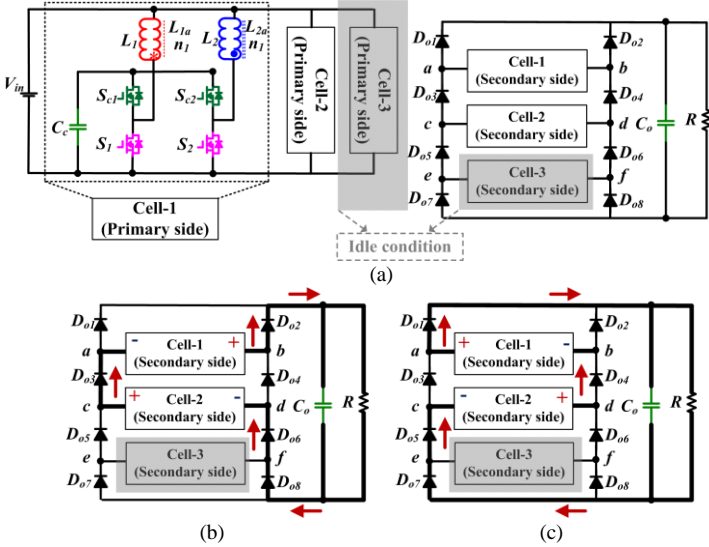 L1 L1a n1 L2 L2a n1
Vin
Sc1 Sc2
Cc
S1 S2
Cell-2
(Primary side)
Cell-3
(Primary side)
Cell-1
(Primary side)
Idle condition
Do1 Do2
a Cell-1 b
(Secondary side)
Do3 Do4
c Cell-2 d Co R
(Secondary side)
Do5 Do6
e Cell-3 f
(Secondary side)
Do7 Do8
(a)
Do1 Do2
a - Cell-1 + b
(Secondary side)
Do3 Do4
c + Cell-2 - d Co R
(Secondary side)
Do5 Do6
e Cell-3 f
(Secondary side)
Do7 Do8
(b)
Do1 Do2
a + Cell-1 - b
(Secondary side)
Do3 Do4
c - Cell-2 + d Co R
(Secondary side)
Do5 Do6
e Cell-3 f
(Secondary side)
Do7 Do8
(c)